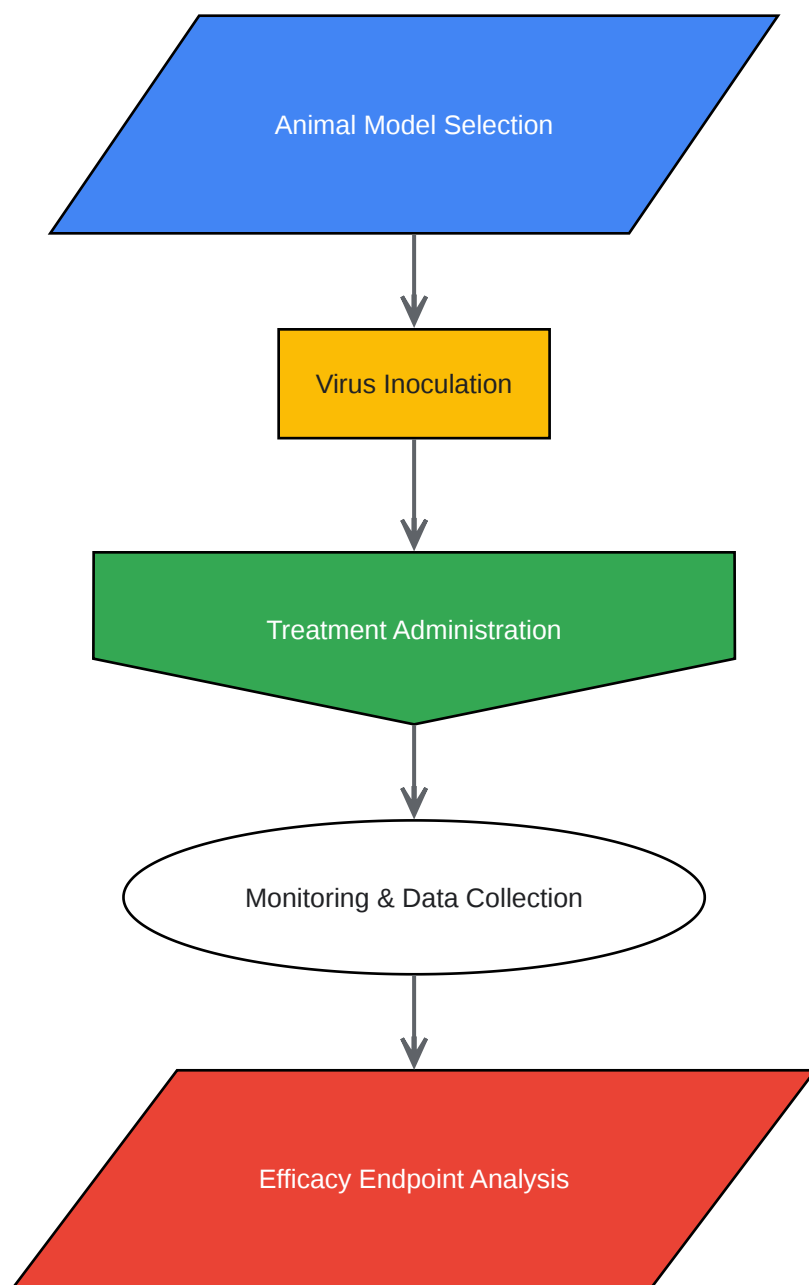 Animal Model Selection
Virus Inoculation
Treatment Administration
Monitoring & Data Collection
Efficacy Endpoint Analysis